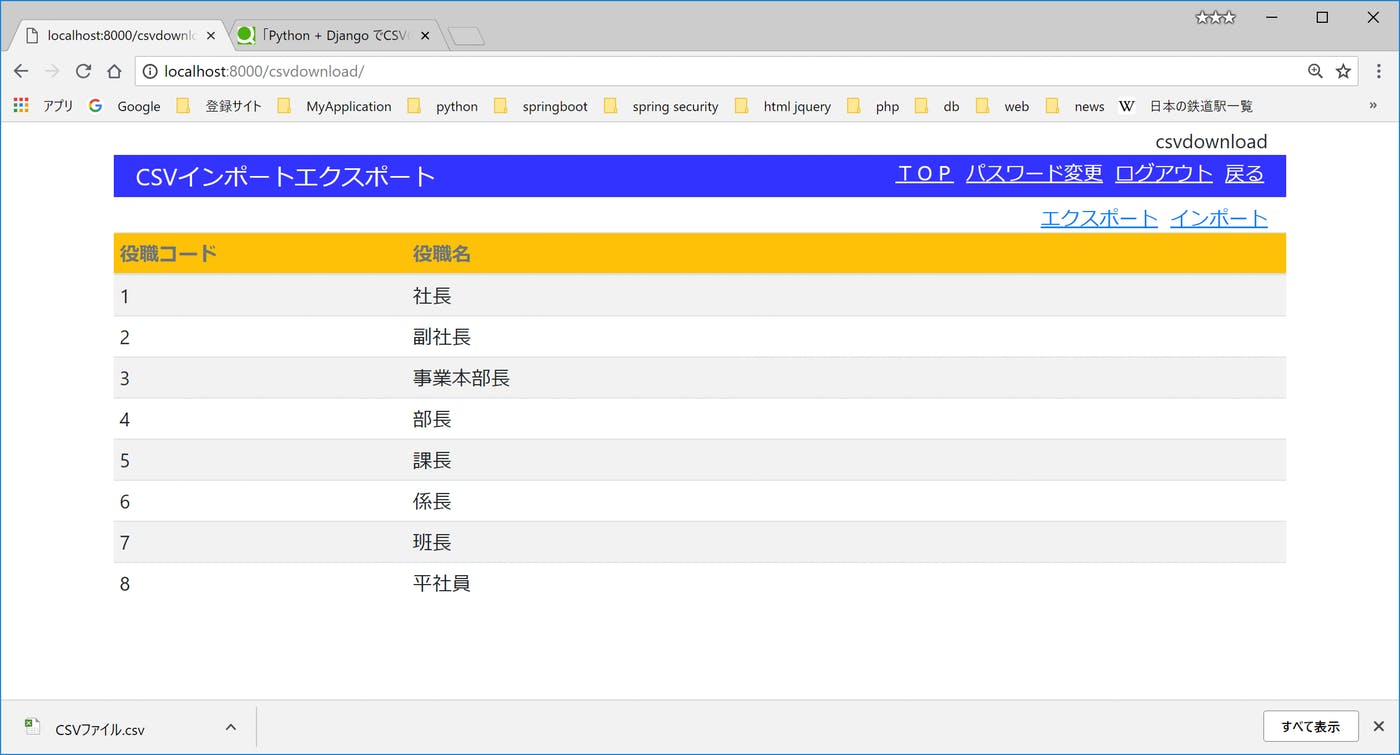 ☆☆☆
localhost:8000/csvdownlo
「Python + Django でCSV
localhost:8000/csvdownload/
アプリ Google 登録サイト MyApplication python springboot spring security html jquery php db web news W 日本の鉄道駅一覧 »
csvdownload
CSVインポートエクスポート ＴＯＰ パスワード変更 ログアウト 戻る
エクスポート インポート
役職コード 役職名
1 社長
2 副社長
3 事業本部長
4 部長
5 課長
6 係長
7 班長
8 平社員
CSVファイル.csv すべて表示